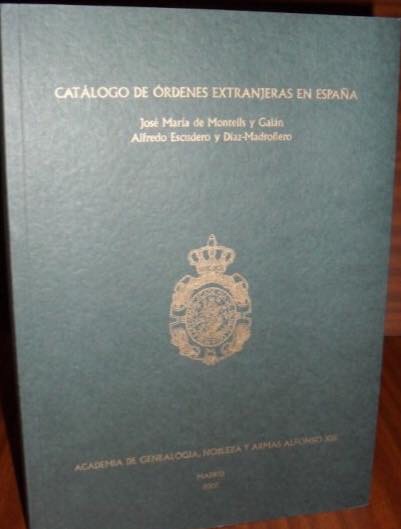 CATÁLOGO DE ÓRDENES EXTRANJERAS EN ESPAÑA
José María de Montells y Galán
Alfredo Escudero y Díaz-Madroñero
ACADEMIA DE GENEALOGIA, NOBLEZA Y ARMAS ALFONSO XIII
MADRID